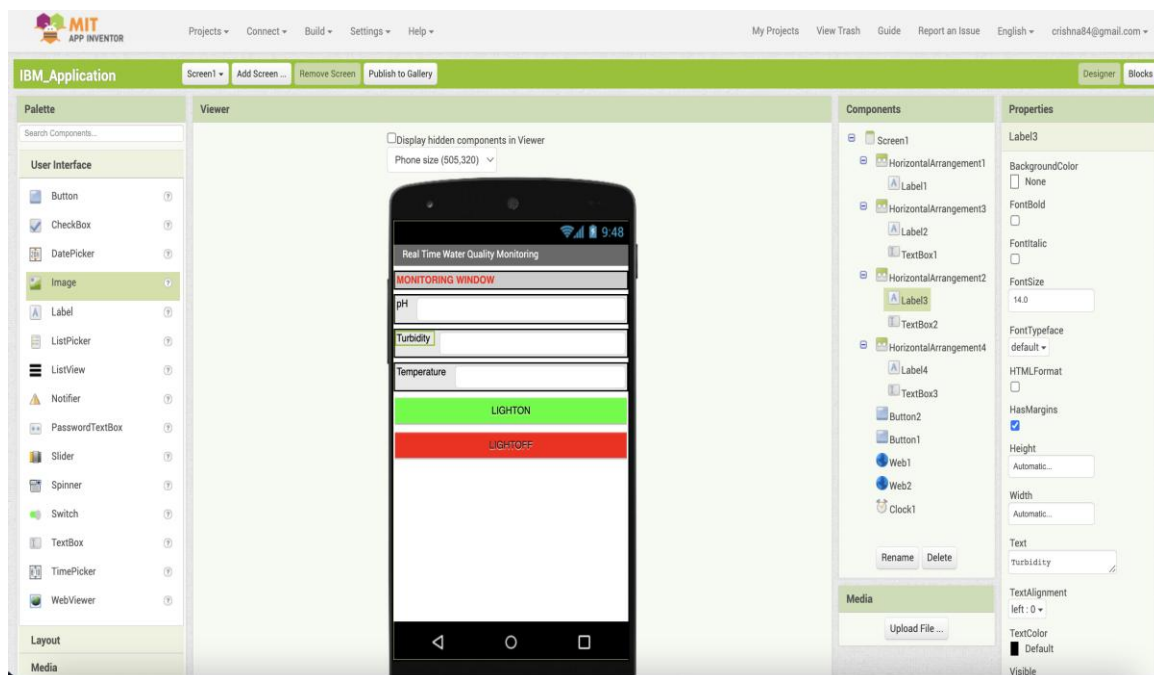 MIT
APP INVENTOR
Projects Connect Build Settings Help
My Projects View Trash Guide Report an Issue English crishna84@gmail.com
IBM_Application
Screen1 Add Screen ... Remove Screen Publish to Gallery
Designer Blocks
Palette
Search Components...
User Interface
Button
CheckBox
DatePicker
Image
Label
ListPicker
ListView
Notifier
PasswordTextBox
Slider
Spinner
Switch
TextBox
TimePicker
WebViewer
Layout
Media
Viewer
Display hidden components in Viewer
Phone size (505,320)
9:48
Real Time Water Quality Monitoring
MONITORING WINDOW
pH
Turbidity
Temperature
LIGHTON
LIGHTOFF
Components
Screen1
HorizontalArrangement1
Label1
HorizontalArrangement3
Label2
TextBox1
HorizontalArrangement2
Label3
TextBox2
HorizontalArrangement4
Label4
TextBox3
Button2
Button1
Web1
Web2
Clock1
Rename Delete
Media
Upload File ...
Properties
Label3
BackgroundColor
None
FontBold
FontItalic
FontSize
14.0
FontTypeface
default
HTMLFormat
HasMargins
Height
Automatic...
Width
Automatic...
Text
Turbidity
TextAlignment
left : 0
TextColor
Default
Visible